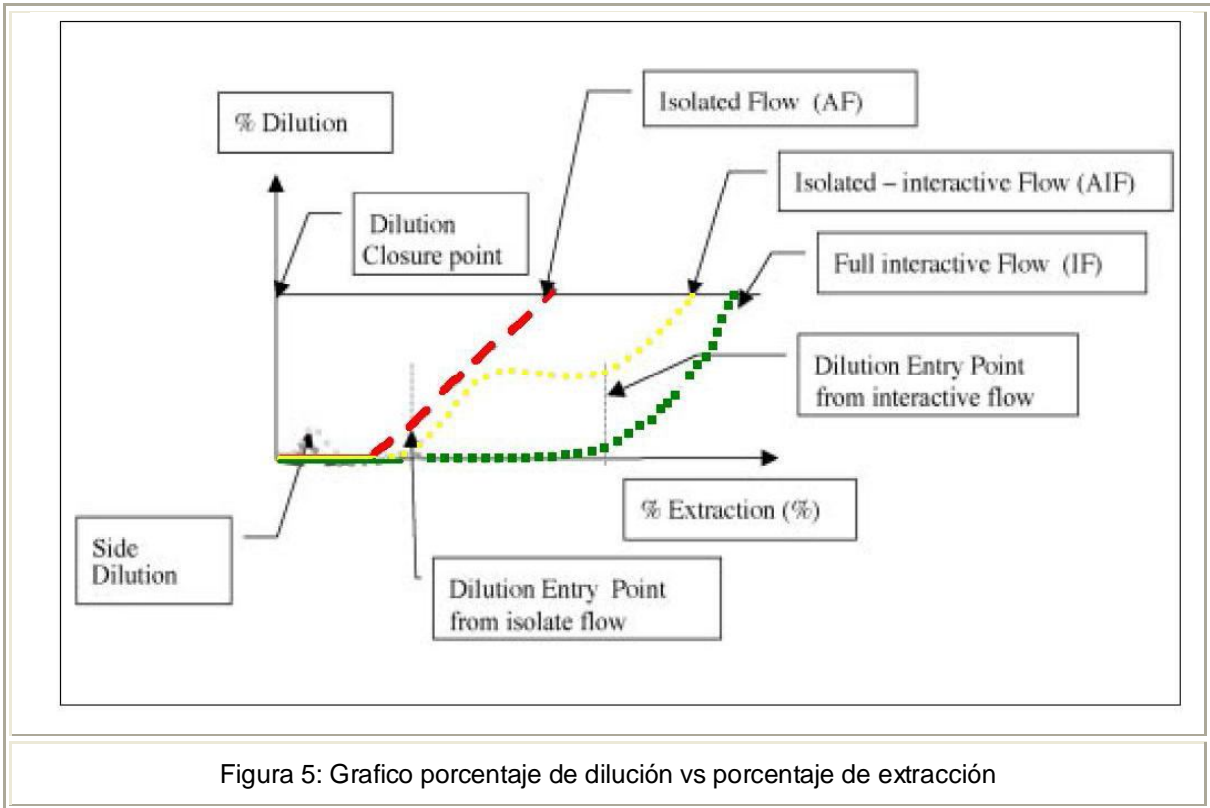 Isolated Flow (AF)
% Dilution
Isolated – interactive Flow (AIF)
Dilution
Closure point
Full interactive Flow (IF)
Dilution Entry Point
from interactive flow
% Extraction (%)
Side
Dilution
Dilution Entry Point
from isolate flow
Figura 5: Grafico porcentaje de dilución vs porcentaje de extracción